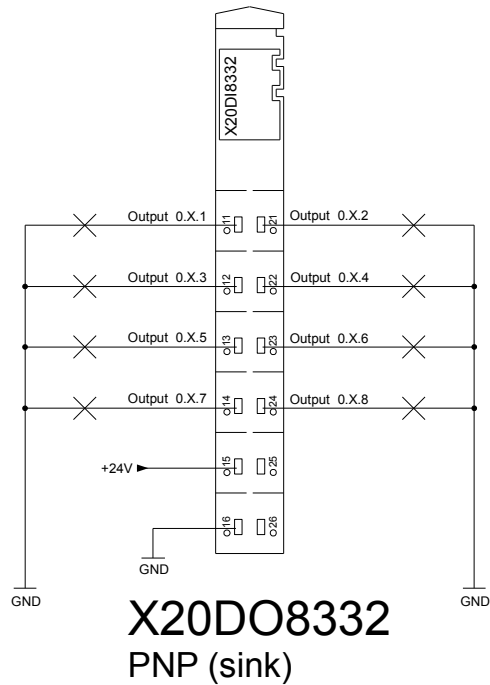 X20DI8332
Output 0.X.1
11
21
Output 0.X.2
Output 0.X.3
12
22
Output 0.X.4
Output 0.X.5
13
23
Output 0.X.6
Output 0.X.7
14
24
Output 0.X.8
+24V
15
25
16
26
GND
GND
GND
X20DO8332
PNP (sink)